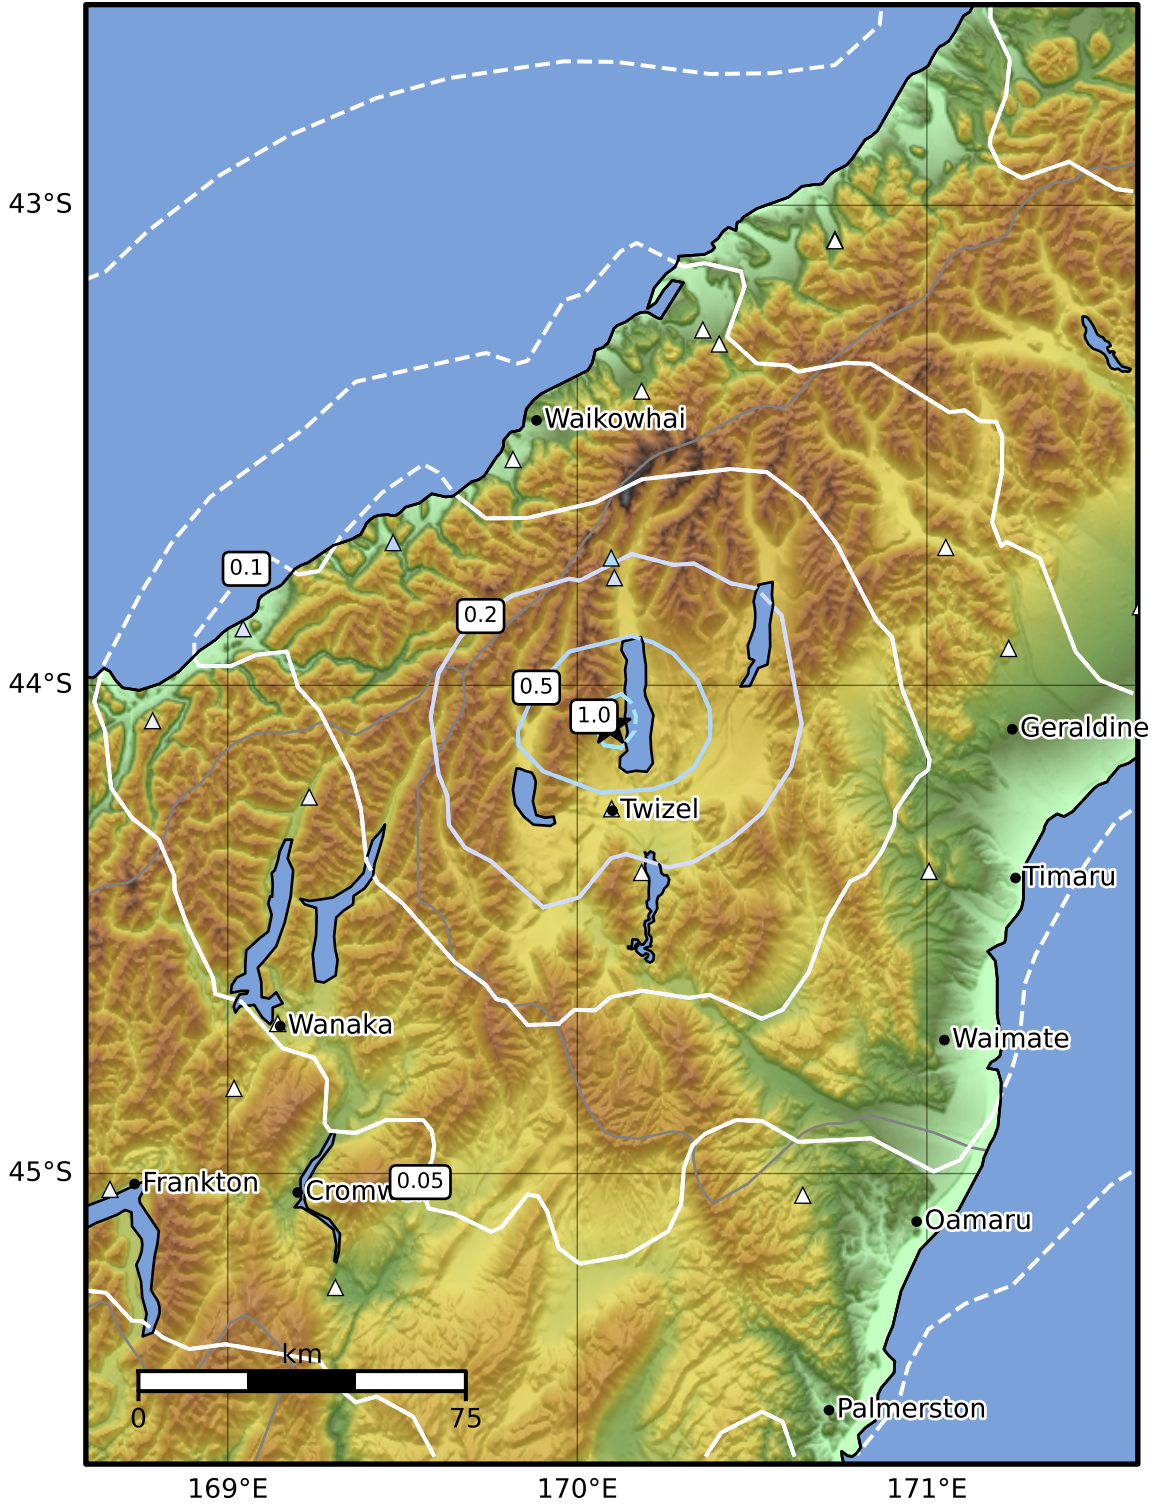 43°S
Waikowhai
0.1
0.2
44°S
0.5
1.0
Geraldine
Twizel
Timaru
Wanaka
Waimate
45°S
Frankton
Cromw
0.05
Oamaru
km
0 75
Palmerston
169°E 170°E 171°E